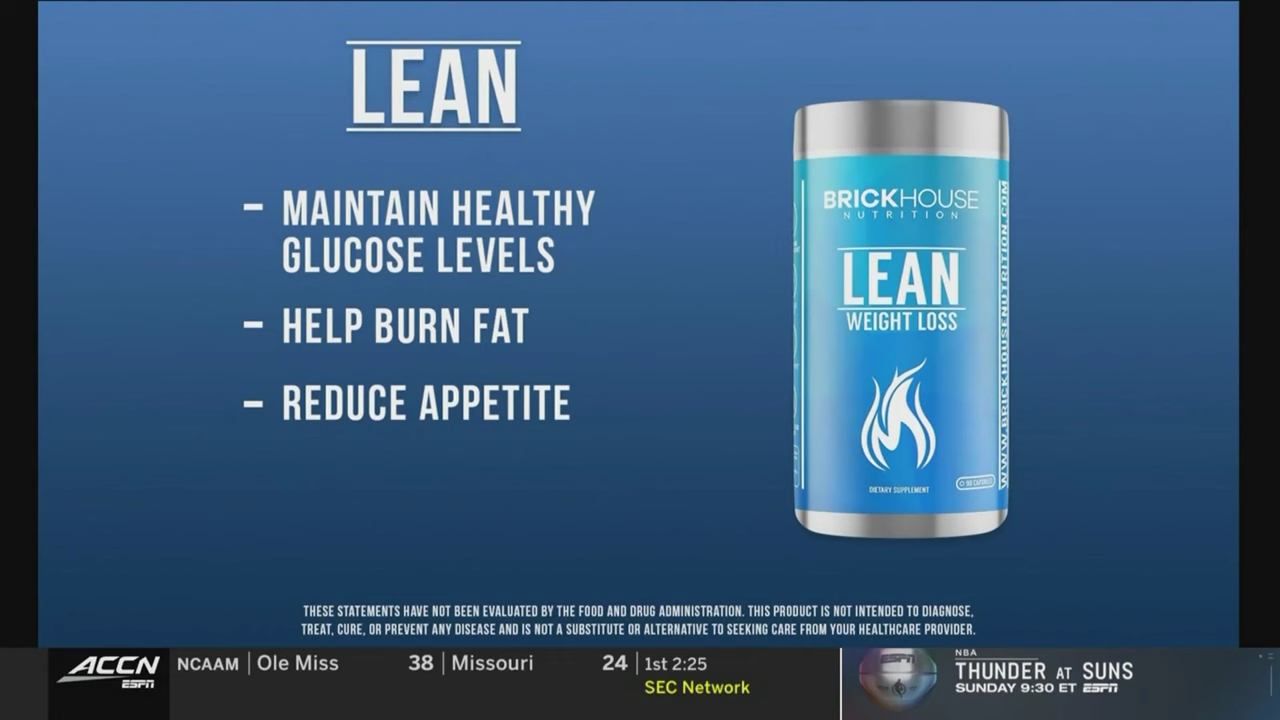 LEAN
- MAINTAIN HEALTHY
GLUCOSE LEVELS
- HELP BURN FAT
- REDUCE APPETITE
BRICKHOUSE
NUTRITION
LEAN
WEIGHT LOSS
DIETARY SUPPLEMENT
90 CAPSULES
WWW.BRICKHOUSENUTRITION.COM
THESE STATEMENTS HAVE NOT BEEN EVALUATED BY THE FOOD AND DRUG ADMINISTRATION. THIS PRODUCT IS NOT INTENDED TO DIAGNOSE,
TREAT, CURE, OR PREVENT ANY DISEASE AND IS NOT A SUBSTITUTE OR ALTERNATIVE TO SEEKING CARE FROM YOUR HEALTHCARE PROVIDER.
ACCN
ESPN
NCAAM Ole Miss 38 Missouri 24 1st 2:25
SEC Network
ESPN
NBA
THUNDER AT SUNS
SUNDAY 9:30 ET ESPN